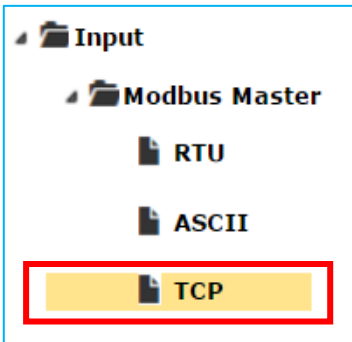 Input
Modbus Master
RTU
ASCII
TCP